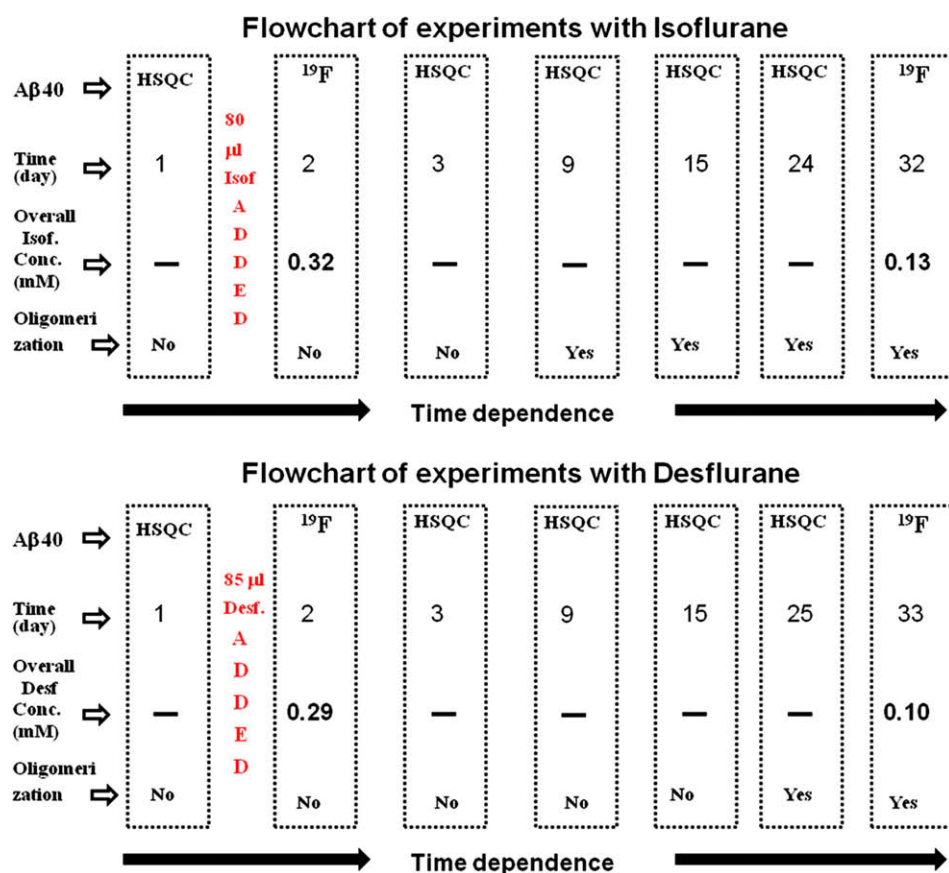 Flowchart of experiments with Isoflurane
Aβ40 HSQC ¹⁹F HSQC HSQC HSQC HSQC ¹⁹F
80
µl
Isof
A
D
D
E
D
Time
(day) 1 2 3 9 15 24 32
Overall
Isof.
Conc.
(mM) — 0.32 — — — — 0.13
Oligomeri
zation No No No Yes Yes Yes Yes
Time dependence
Flowchart of experiments with Desflurane
Aβ40 HSQC ¹⁹F HSQC HSQC HSQC HSQC ¹⁹F
85 µl
Desf.
A
D
D
E
D
Time
(day) 1 2 3 9 15 25 33
Overall
Desf
Conc.
(mM) — 0.29 — — — — 0.10
Oligomeri
zation No No No No No Yes Yes
Time dependence